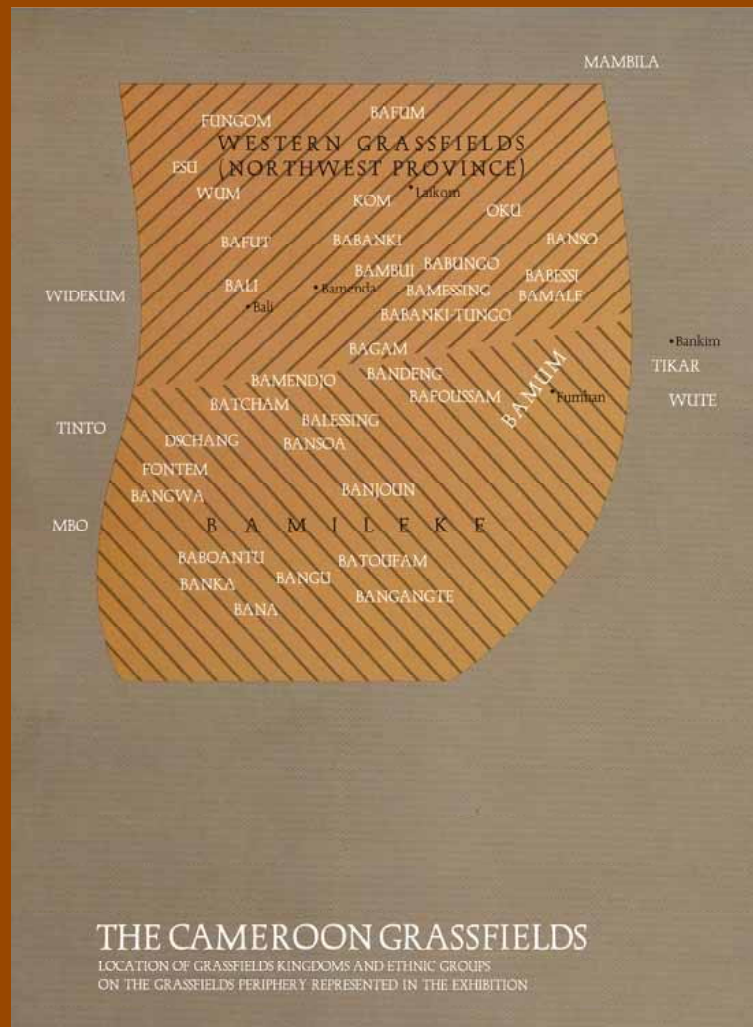 MAMBILA
FUNGOM
BAFUM
WESTERN GRASSFIELDS
(NORTHWEST PROVINCE)
ESU
WUM
KOM
Laikom
OKU
BAFUT
BABANKI
BANSO
BAMBUI
BABUNGO
BABESSI
BALI
Bali
Bamenda
BAMESSING
BAMALE
WIDEKUM
BABANKI-TUNGO
BAGAM
Bankim
TIKAR
BAMENDJO
BANDENG
BAMUM
BATCHAM
BAFOUSSAM
Fumban
WUTE
BALESSING
TINTO
DSCHANG
BANSOA
FONTEM
BANGWA
BANJOUN
MBO
BAMILEKE
BABOANTU
BATOUFAM
BANKA
BANGU
BANGANGTE
BANA
THE CAMEROON GRASSFIELDS
LOCATION OF GRASSFIELDS KINGDOMS AND ETHNIC GROUPS
ON THE GRASSFIELDS PERIPHERY REPRESENTED IN THE EXHIBITION